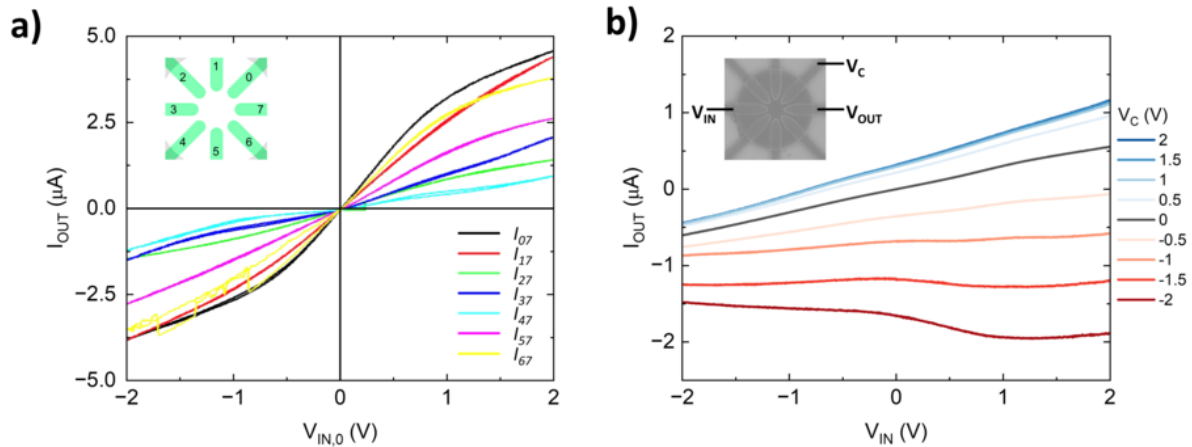 a)
5.0
2.5
0.0
−2.5
−5.0
I_OUT (μA)
−2 −1 0 1 2
V_IN,0 (V)
1
2 0
3 7
4 6
5
I_07
I_17
I_27
I_37
I_47
I_57
I_67
b)
2
1
0
−1
−2
I_OUT (μA)
−2 −1 0 1 2
V_IN (V)
V_C
V_IN V_OUT
V_C (V)
2
1.5
1
0.5
0
-0.5
-1
-1.5
-2